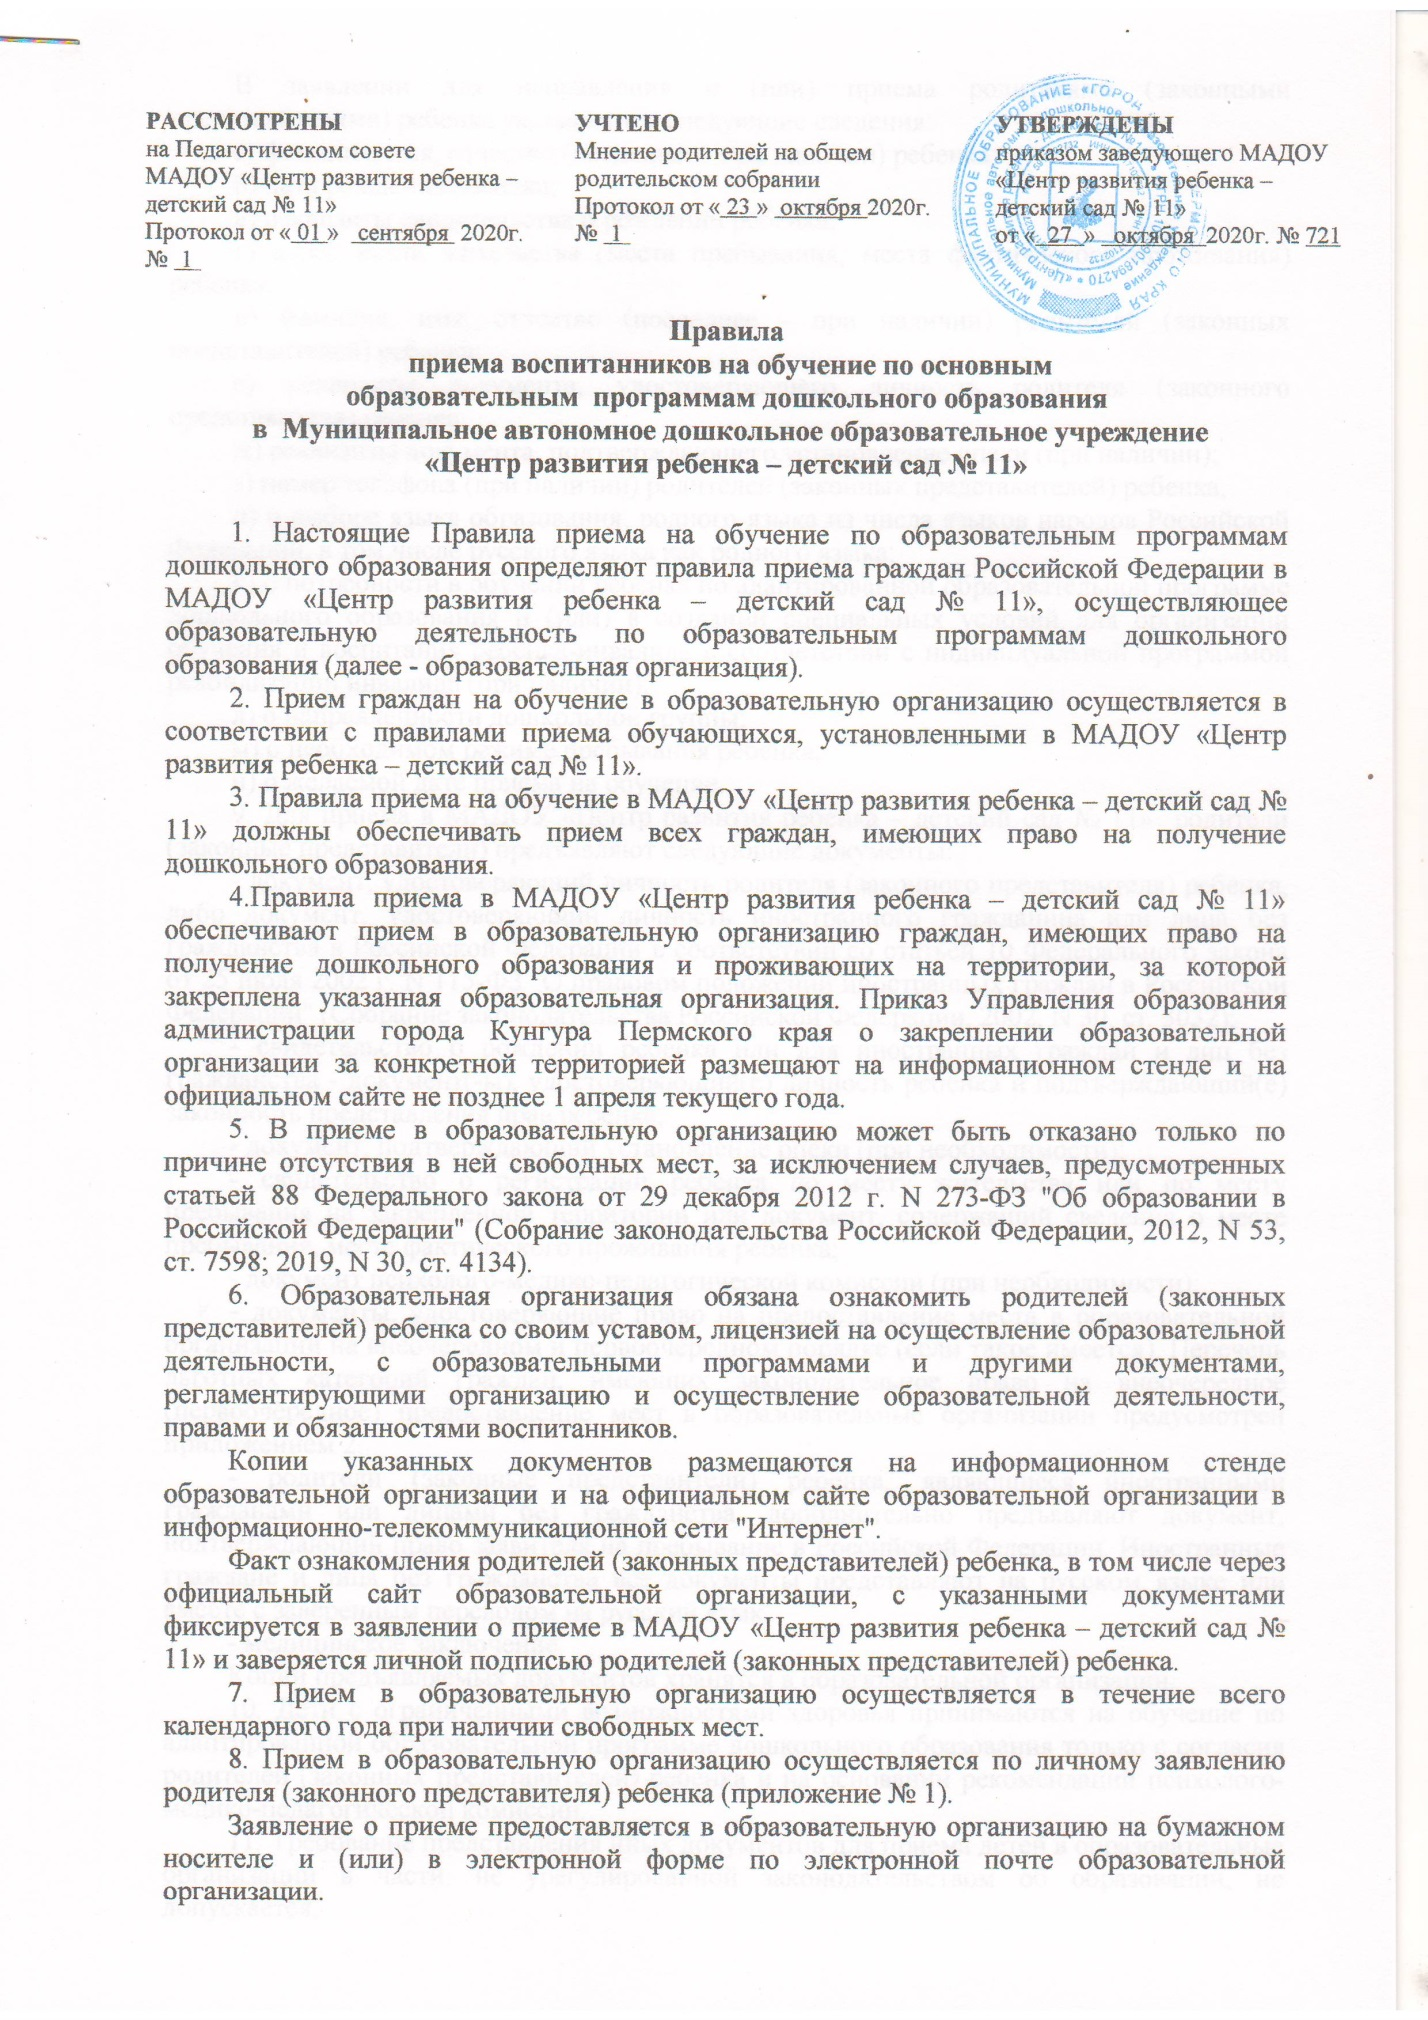 РАССМОТРЕНЫ
на Педагогическом совете
МАДОУ «Центр развития ребенка –
детский сад № 11»
Протокол от « 01 » сентября 2020г.
№ 1
УЧТЕНО
Мнение родителей на общем
родительском собрании
Протокол от « 23 » октября 2020г.
№ 1
УТВЕРЖДЕНЫ
приказом заведующего МАДОУ
«Центр развития ребенка –
детский сад № 11»
от « 27 » октября 2020г. № 721
Правила
приема воспитанников на обучение по основным
образовательным программам дошкольного образования
в Муниципальное автономное дошкольное образовательное учреждение
«Центр развития ребенка – детский сад № 11»
1. Настоящие Правила приема на обучение по образовательным программам
дошкольного образования определяют правила приема граждан Российской Федерации в
МАДОУ «Центр развития ребенка – детский сад № 11», осуществляющее
образовательную деятельность по образовательным программам дошкольного
образования (далее - образовательная организация).
2. Прием граждан на обучение в образовательную организацию осуществляется в
соответствии с правилами приема обучающихся, установленными в МАДОУ «Центр
развития ребенка – детский сад № 11».
3. Правила приема на обучение в МАДОУ «Центр развития ребенка – детский сад №
11» должны обеспечивать прием всех граждан, имеющих право на получение
дошкольного образования.
4.Правила приема в МАДОУ «Центр развития ребенка – детский сад № 11»
обеспечивают прием в образовательную организацию граждан, имеющих право на
получение дошкольного образования и проживающих на территории, за которой
закреплена указанная образовательная организация. Приказ Управления образования
администрации города Кунгура Пермского края о закреплении образовательной
организации за конкретной территорией размещают на информационном стенде и на
официальном сайте не позднее 1 апреля текущего года.
5. В приеме в образовательную организацию может быть отказано только по
причине отсутствия в ней свободных мест, за исключением случаев, предусмотренных
статьей 88 Федерального закона от 29 декабря 2012 г. N 273-ФЗ "Об образовании в
Российской Федерации" (Собрание законодательства Российской Федерации, 2012, N 53,
ст. 7598; 2019, N 30, ст. 4134).
6. Образовательная организация обязана ознакомить родителей (законных
представителей) ребенка со своим уставом, лицензией на осуществление образовательной
деятельности, с образовательными программами и другими документами,
регламентирующими организацию и осуществление образовательной деятельности,
правами и обязанностями воспитанников.
Копии указанных документов размещаются на информационном стенде
образовательной организации и на официальном сайте образовательной организации в
информационно-телекоммуникационной сети "Интернет".
Факт ознакомления родителей (законных представителей) ребенка, в том числе через
официальный сайт образовательной организации, с указанными документами
фиксируется в заявлении о приеме в МАДОУ «Центр развития ребенка – детский сад №
11» и заверяется личной подписью родителей (законных представителей) ребенка.
7. Прием в образовательную организацию осуществляется в течение всего
календарного года при наличии свободных мест.
8. Прием в образовательную организацию осуществляется по личному заявлению
родителя (законного представителя) ребенка (приложение № 1).
Заявление о приеме предоставляется в образовательную организацию на бумажном
носителе и (или) в электронной форме по электронной почте образовательной
организации.